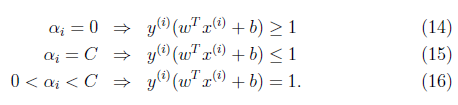 αᵢ = 0 ⇒ y⁽ⁱ⁾(wᵀx⁽ⁱ⁾ + b) ≥ 1 (14)
αᵢ = C ⇒ y⁽ⁱ⁾(wᵀx⁽ⁱ⁾ + b) ≤ 1 (15)
0 < αᵢ < C ⇒ y⁽ⁱ⁾(wᵀx⁽ⁱ⁾ + b) = 1. (16)